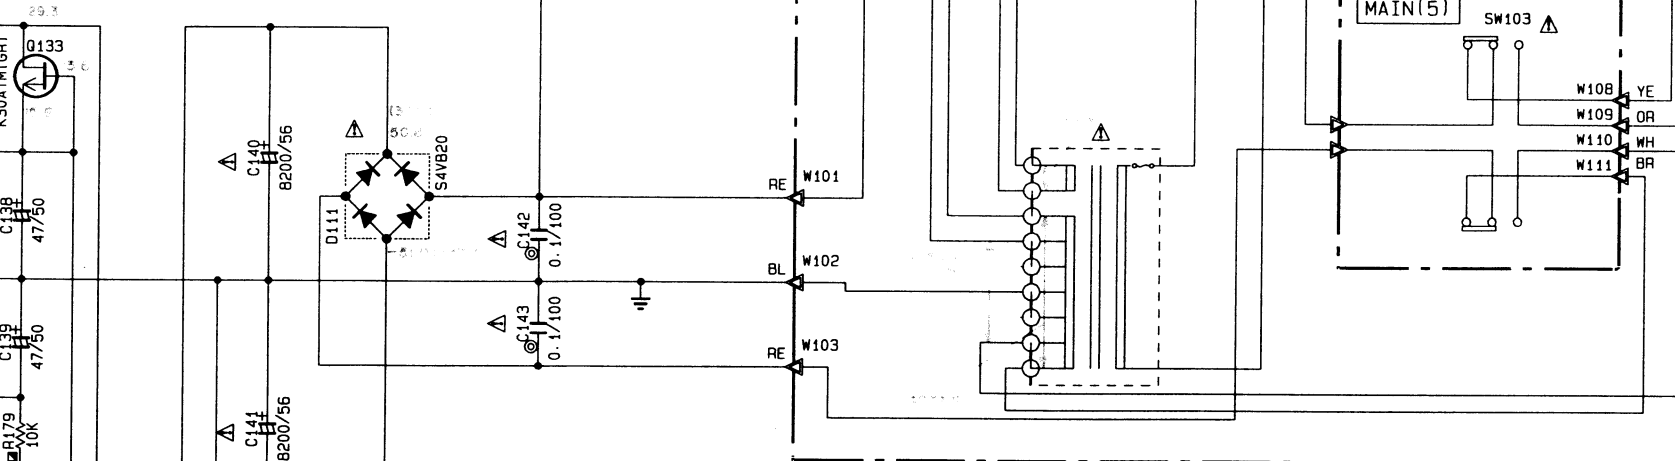 29.3
MAIN(5)
SW103
Q133
W108
YE
W109
OR
W110
WH
W111
BR
C140
8200/56
S4VB20
D111
RE
W101
C138
47/50
C142
0.1/100
BL
W102
C143
0.1/100
C139
47/50
RE
W103
C141
8200/56
R179
10K